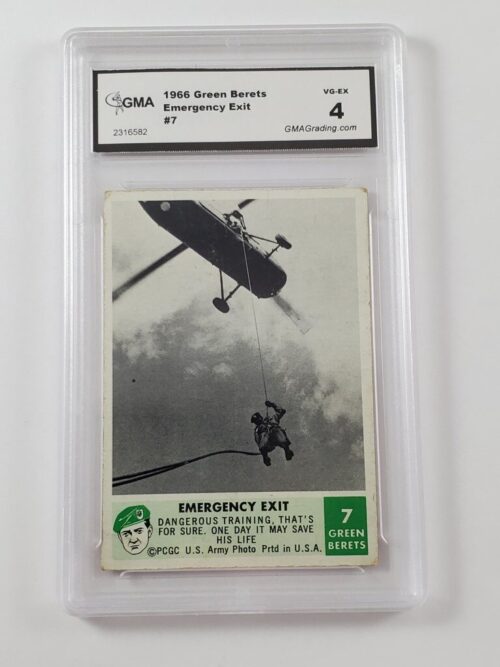 GMA
2316582
1966 Green Berets
Emergency Exit
#7
VG-EX
4
GMAGrading.com
EMERGENCY EXIT
DANGEROUS TRAINING, THAT'S
FOR SURE. ONE DAY IT MAY SAVE
HIS LIFE
©PCGC U.S. Army Photo Prtd in U.S.A.
7
GREEN
BERETS